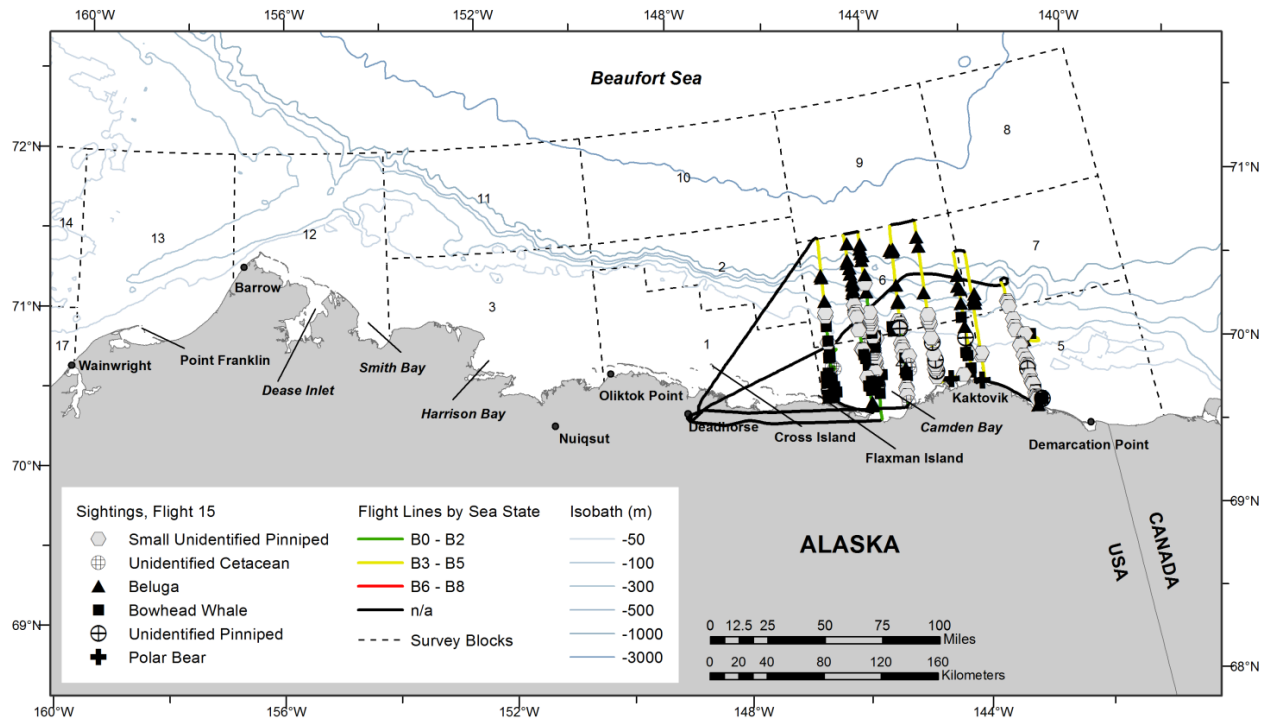 160°W 156°W 152°W 148°W 144°W 140°W
Beaufort Sea
8
72°N
71°N
9
10
11
14
13
12
7
2
6
Barrow
71°N
3
70°N
17
Wainwright
Point Franklin
Smith Bay
1
5
Dease Inlet
Harrison Bay
Oliktok Point
Kaktovik
Deadhorse
Cross Island
Camden Bay
Nuiqsut
Flaxman Island
Demarcation Point
70°N
69°N
Sightings, Flight 15
Small Unidentified Pinniped
Unidentified Cetacean
Beluga
Bowhead Whale
Unidentified Pinniped
Polar Bear
Flight Lines by Sea State
B0 - B2
B3 - B5
B6 - B8
n/a
Survey Blocks
Isobath (m)
-50
-100
-300
-500
-1000
-3000
ALASKA
USA
CANADA
69°N
0 12.5 25 50 75 100
Miles
0 20 40 80 120 160
Kilometers
68°N
160°W 156°W 152°W 148°W 144°W